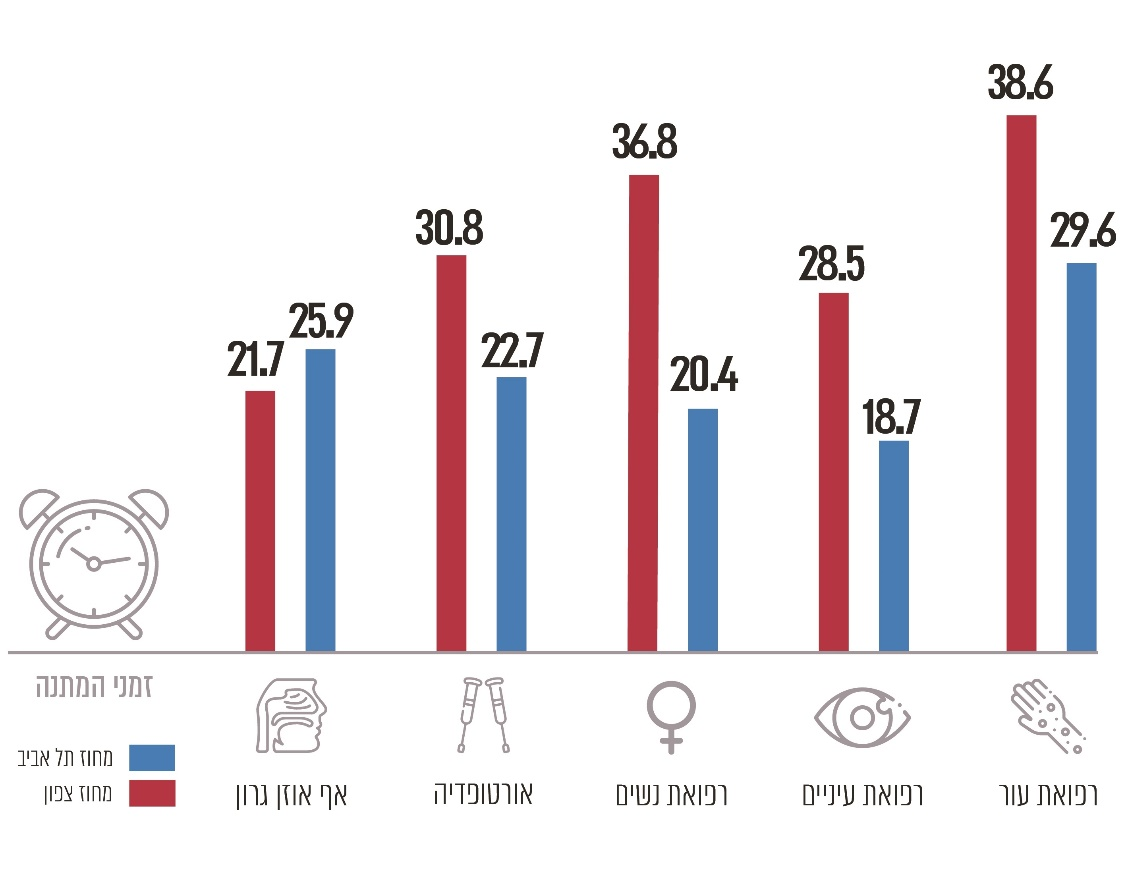 38.6
29.6
36.8
20.4
30.8
22.7
28.5
18.7
25.9
21.7
זמני המתנה
מחוז תל אביב
מחוז צפון
רפואת עור
רפואת עיניים
רפואת נשים
אורטופדיה
אף אוזן גרון